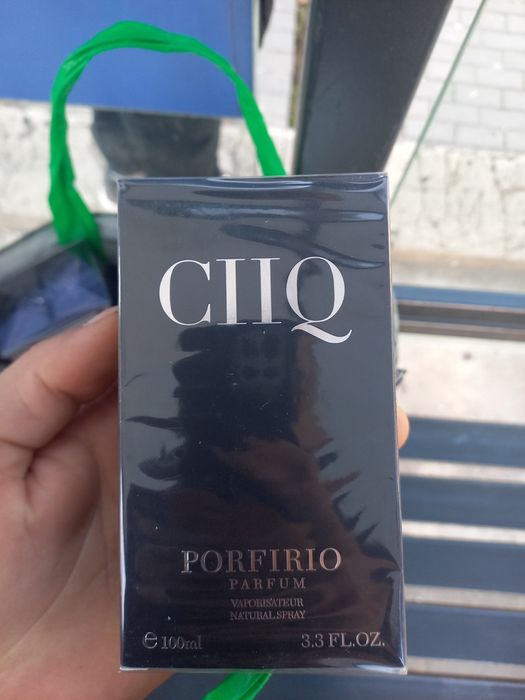 CIIQ
PORFIRIO
PARFUM
VAPORISATEUR
NATURAL SPRAY
℮ 100ml 3.3 FL.OZ.